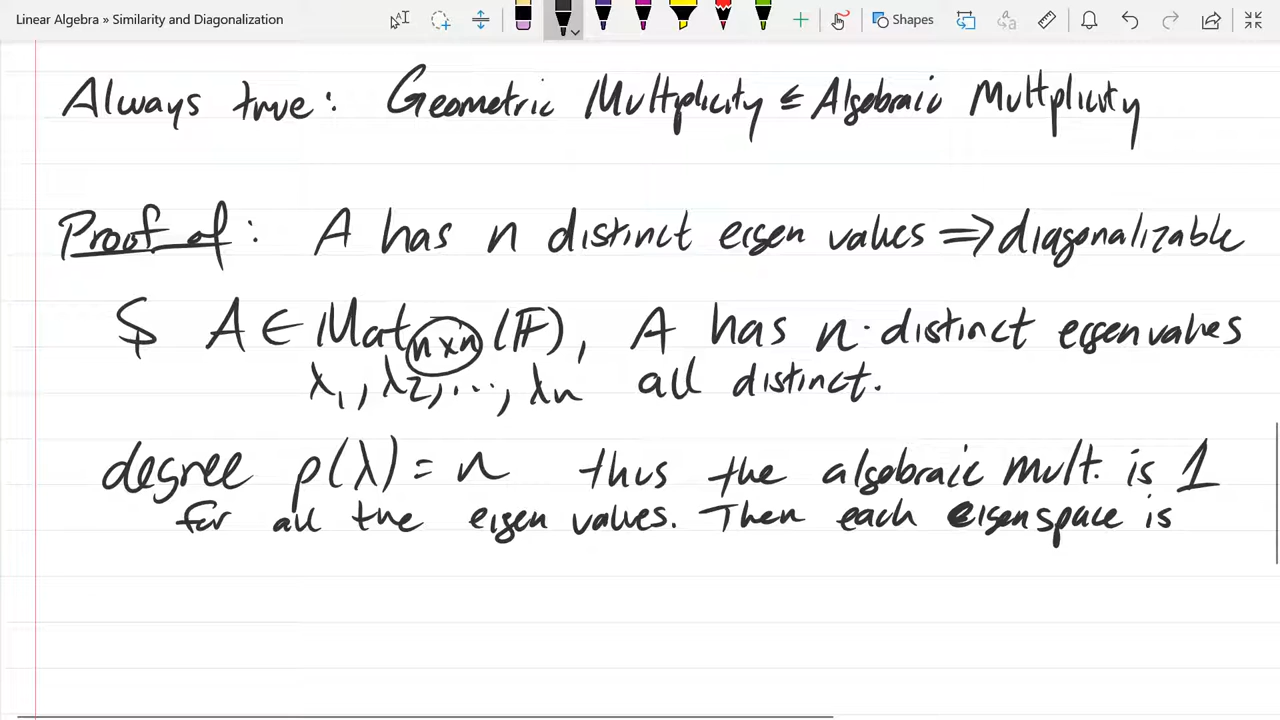 Linear Algebra » Similarity and Diagonalization
Shapes
Always true: Geometric Multiplicity ≤ Algebraic Multiplicity
Proof of: A has n distinct eigen values ⇒ diagonalizable
$ A ∈ Mat n×n (𝔽), A has n distinct eigenvalues
λ1, λ2, ..., λn all distinct.
degree p(λ) = n thus the algebraic mult. is 1
for all the eigen values. Then each eigenspace is